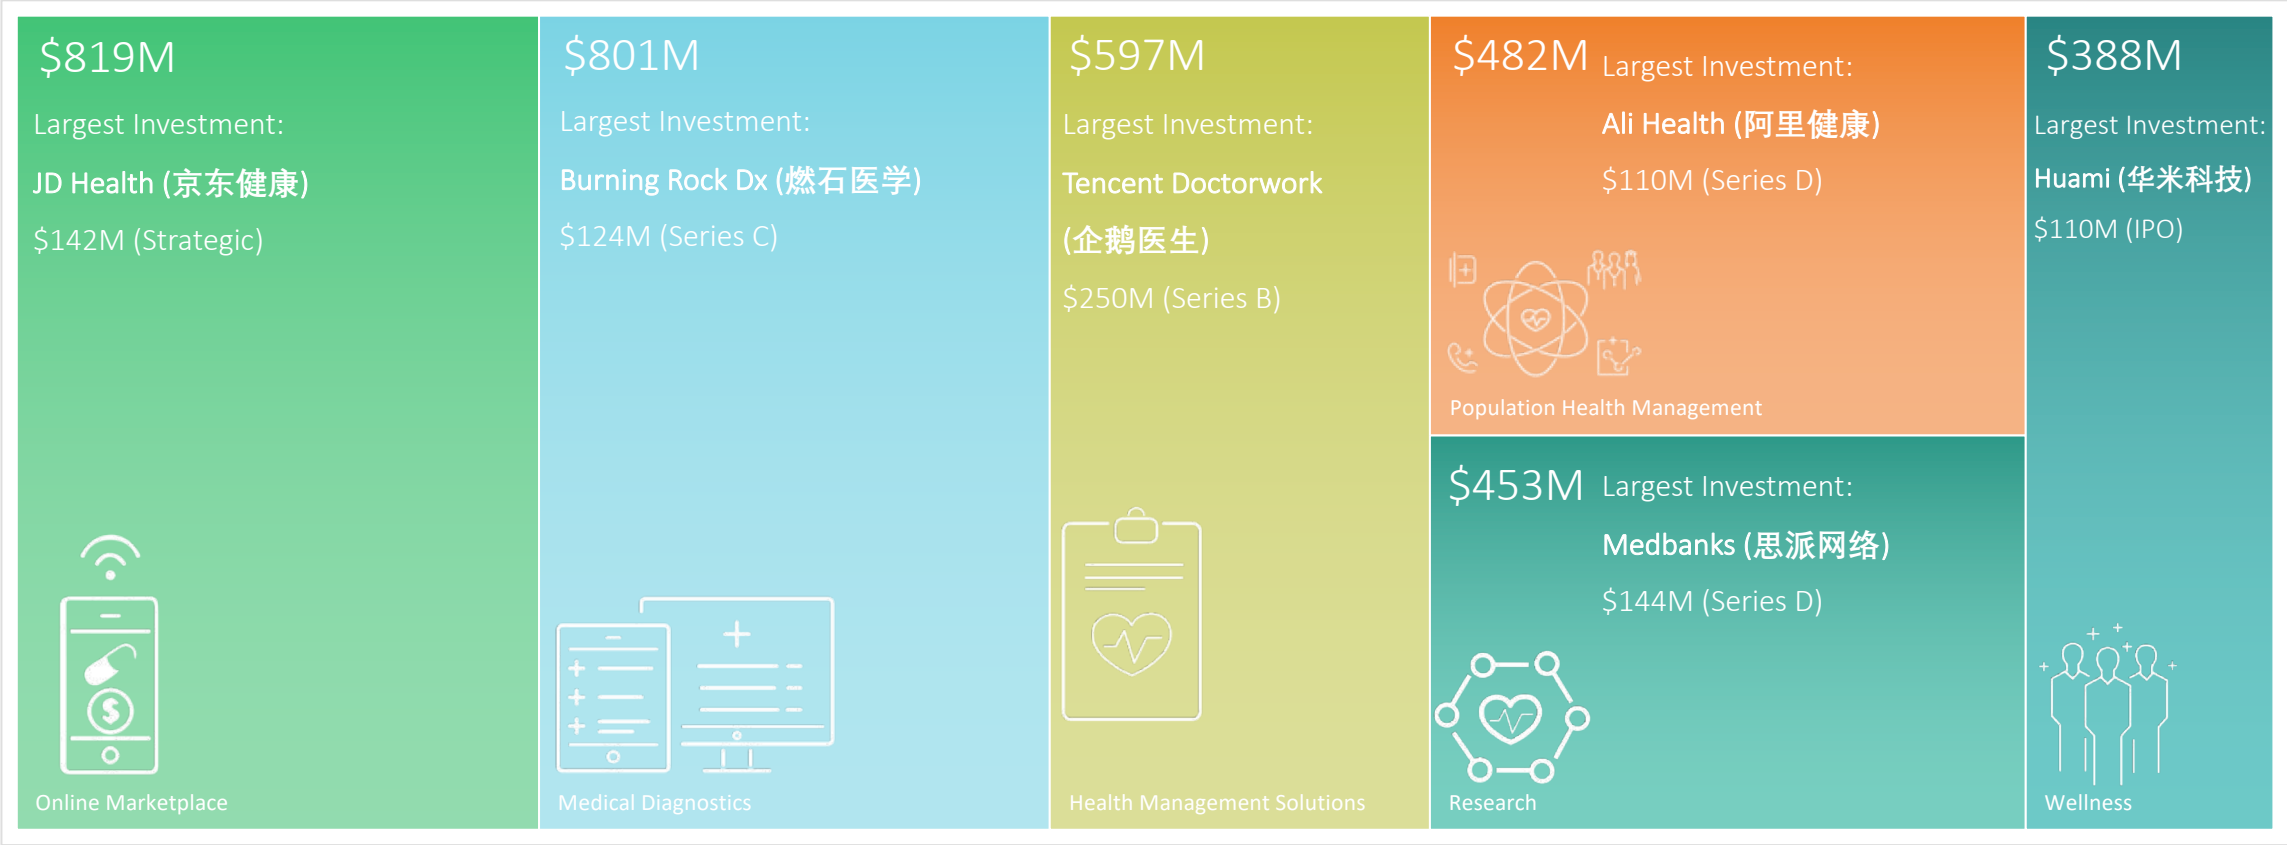 $819M
Largest Investment:
JD Health (京东健康)
$142M (Strategic)
Online Marketplace
$801M
Largest Investment:
Burning Rock Dx (燃石医学)
$124M (Series C)
Medical Diagnostics
$597M
Largest Investment:
Tencent Doctorwork
(企鹅医生)
$250M (Series B)
Health Management Solutions
$482M
Largest Investment:
Ali Health (阿里健康)
$110M (Series D)
Population Health Management
$453M
Largest Investment:
Medbanks (思派网络)
$144M (Series D)
Research
$388M
Largest Investment:
Huami (华米科技)
$110M (IPO)
Wellness